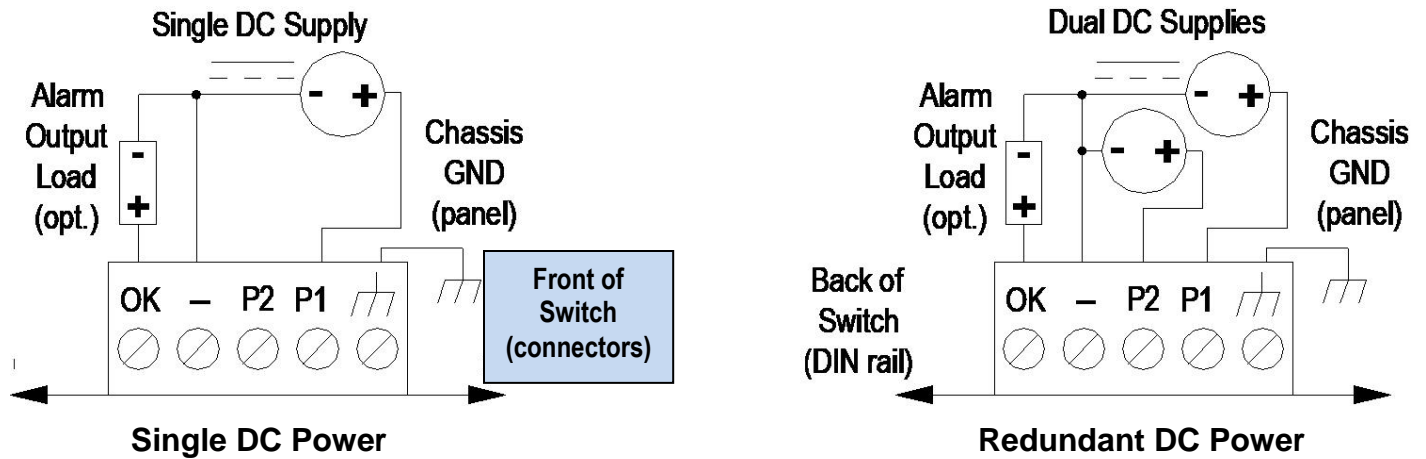 Single DC Supply
- +
Alarm
Output
Load
(opt.)
-
+
Chassis
GND
(panel)
OK – P2 P1
Front of
Switch
(connectors)
Single DC Power
Dual DC Supplies
- +
- +
Alarm
Output
Load
(opt.)
-
+
Chassis
GND
(panel)
Back of
Switch
(DIN rail)
OK – P2 P1
Redundant DC Power